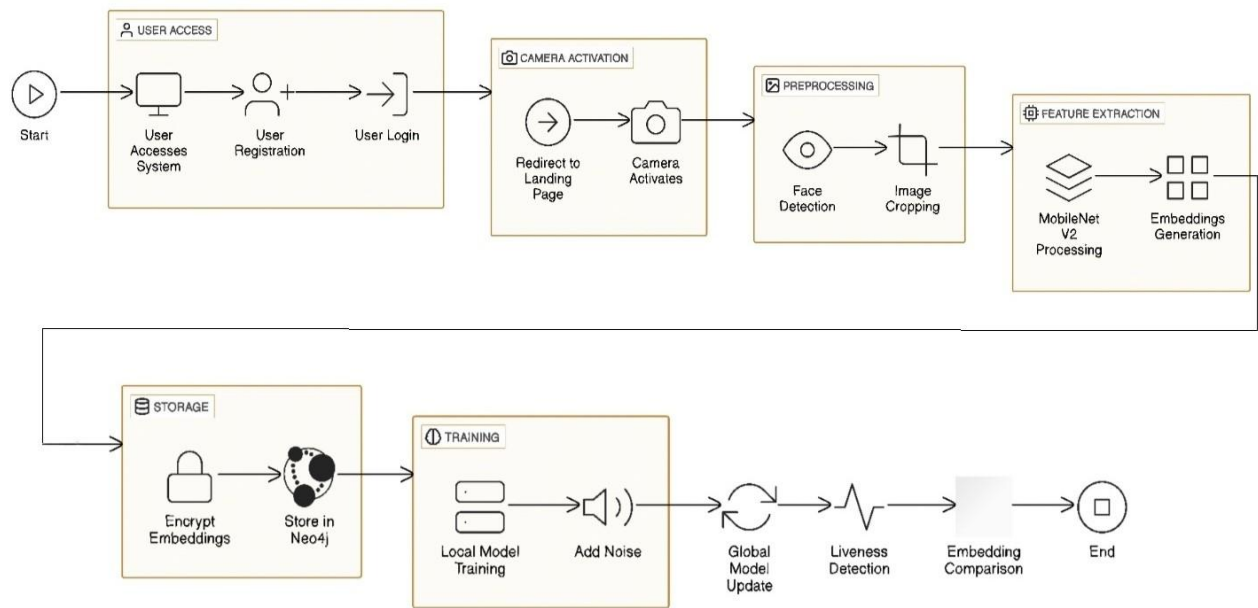 USER ACCESS
Start
User
Accesses
System
User
Registration
User Login
CAMERA ACTIVATION
Redirect to
Landing
Page
Camera
Activates
PREPROCESSING
Face
Detection
Image
Cropping
FEATURE EXTRACTION
MobileNet
V2
Processing
Embeddings
Generation
STORAGE
Encrypt
Embeddings
Store in
Neo4j
TRAINING
Local Model
Training
Add Noise
Global
Model
Update
Liveness
Detection
Embedding
Comparison
End